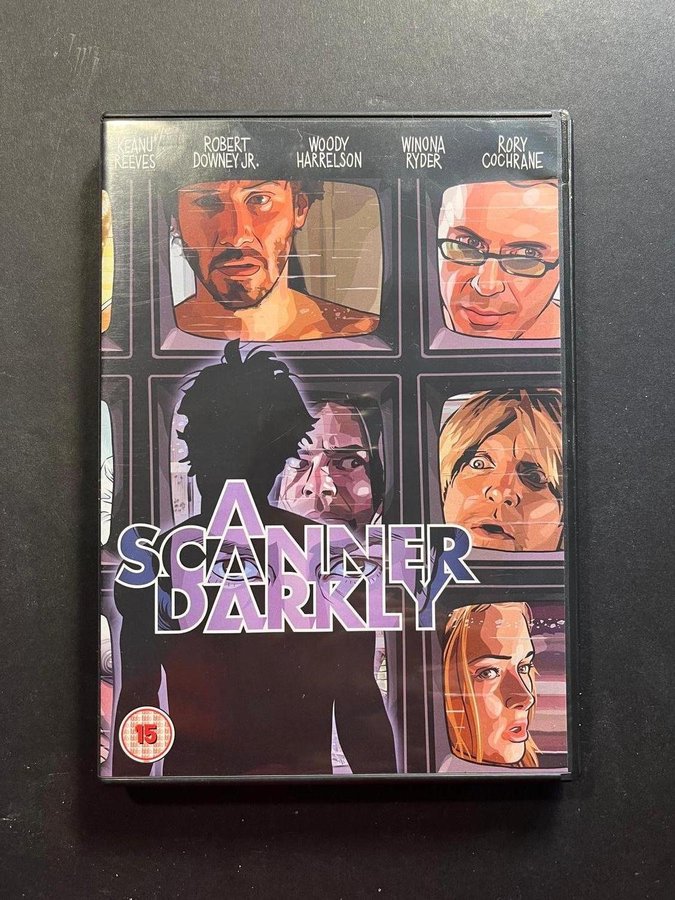 KEANU REEVES
ROBERT DOWNEY JR.
WOODY HARRELSON
WINONA RYDER
RORY COCHRANE
A
SCANNER
DARKLY
15